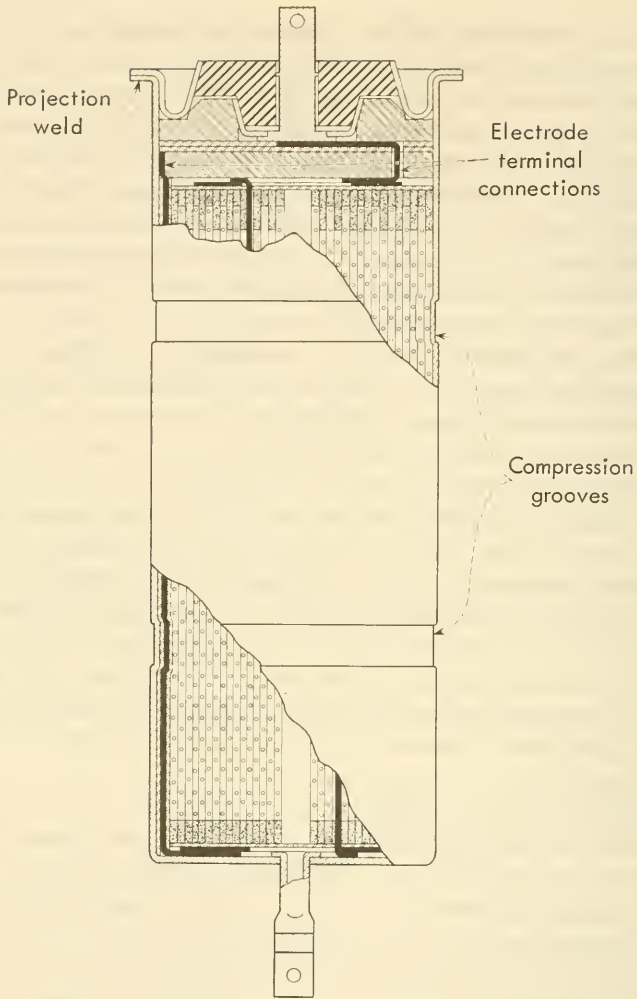 Projection
weld
Electrode
terminal
connections
Compression
grooves